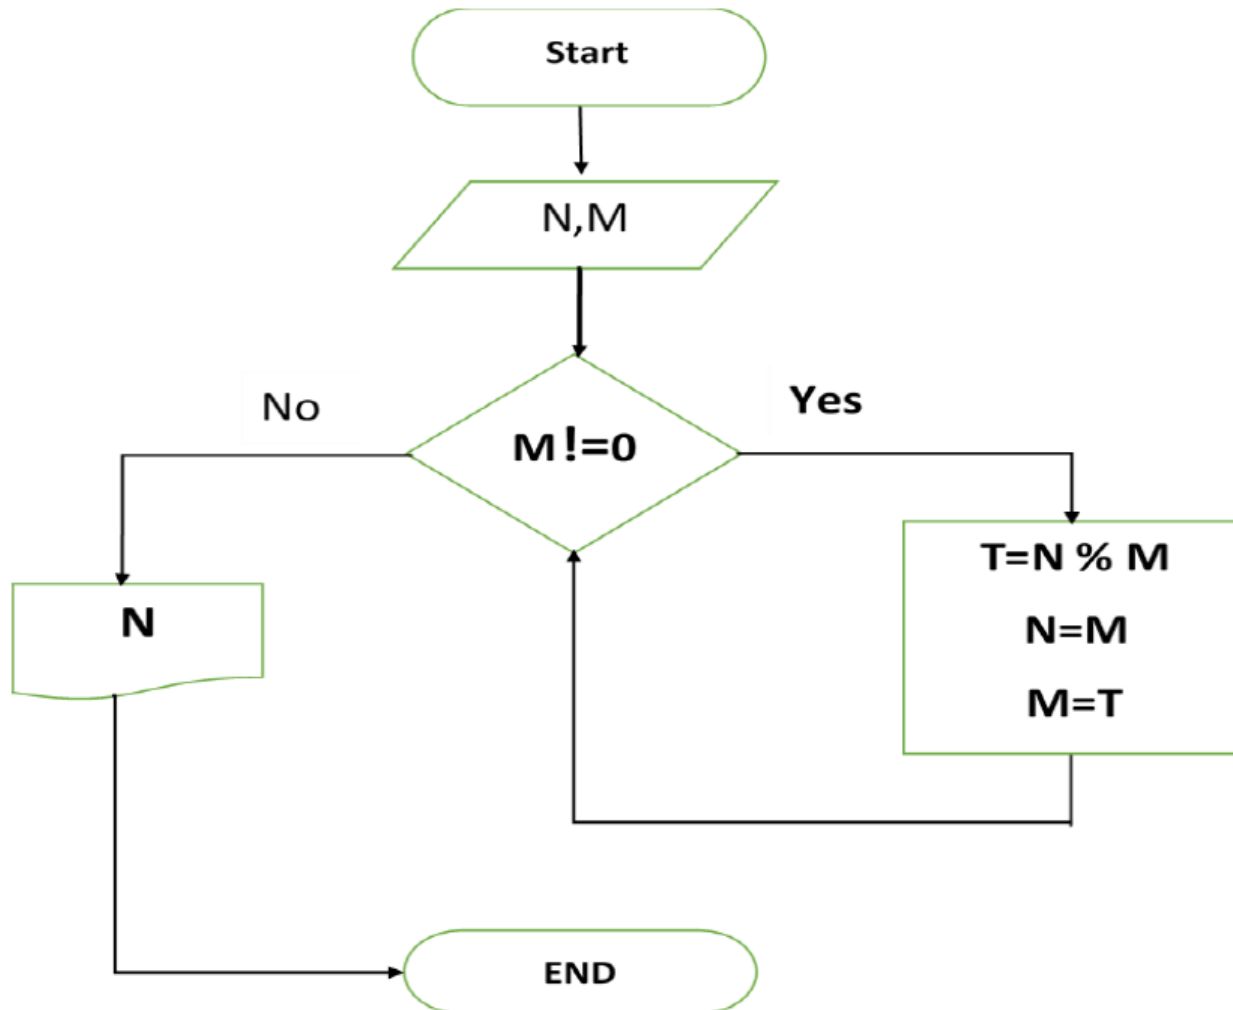 Start
N,M
No
Yes
M!=0
T=N % M
N=M
M=T
N
END